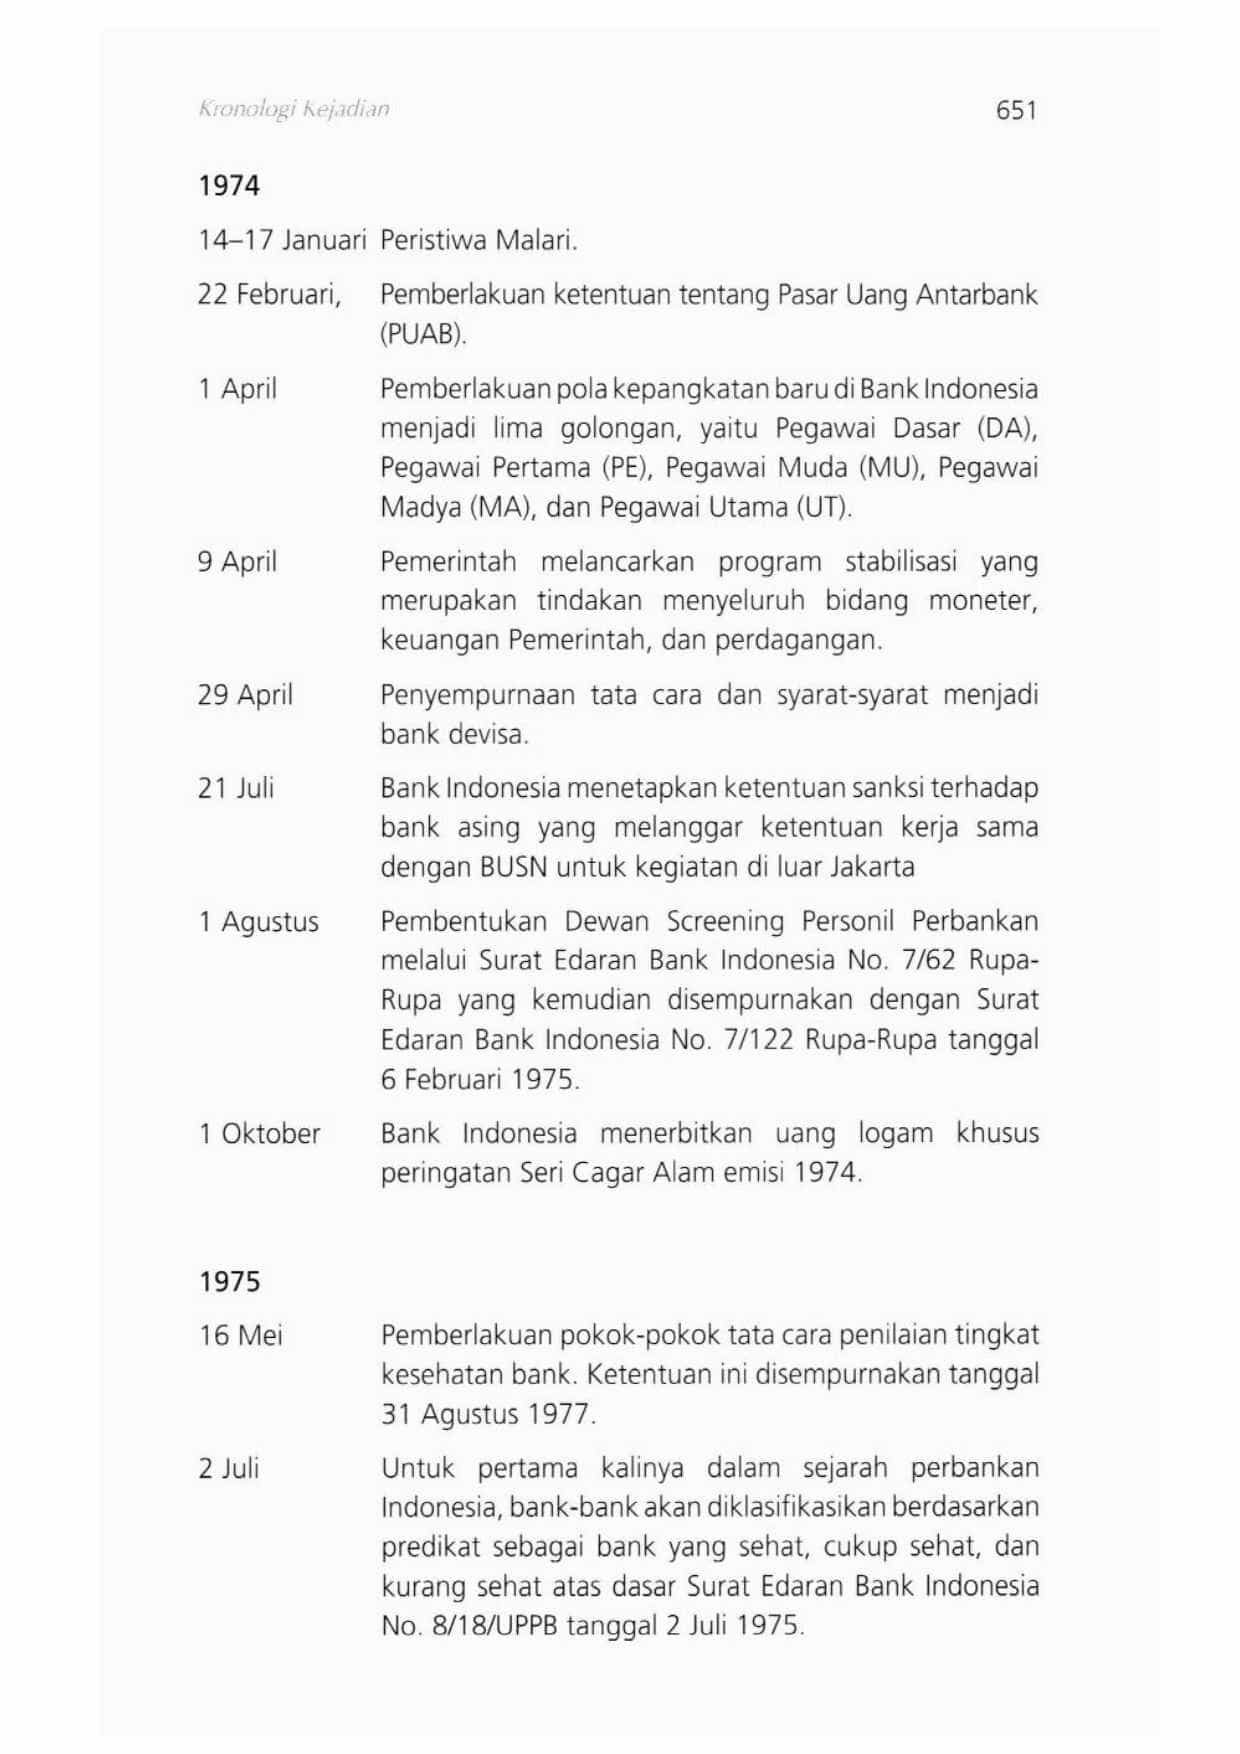 Kronologi Kejadian 651
1974
14–17 Januari Peristiwa Malari.
22 Februari, Pemberlakuan ketentuan tentang Pasar Uang Antarbank
(PUAB).
1 April Pemberlakuan pola kepangkatan baru di Bank Indonesia
menjadi lima golongan, yaitu Pegawai Dasar (DA),
Pegawai Pertama (PE), Pegawai Muda (MU), Pegawai
Madya (MA), dan Pegawai Utama (UT).
9 April Pemerintah melancarkan program stabilisasi yang
merupakan tindakan menyeluruh bidang moneter,
keuangan Pemerintah, dan perdagangan.
29 April Penyempurnaan tata cara dan syarat-syarat menjadi
bank devisa.
21 Juli Bank Indonesia menetapkan ketentuan sanksi terhadap
bank asing yang melanggar ketentuan kerja sama
dengan BUSN untuk kegiatan di luar Jakarta
1 Agustus Pembentukan Dewan Screening Personil Perbankan
melalui Surat Edaran Bank Indonesia No. 7/62 Rupa-
Rupa yang kemudian disempurnakan dengan Surat
Edaran Bank Indonesia No. 7/122 Rupa-Rupa tanggal
6 Februari 1975.
1 Oktober Bank Indonesia menerbitkan uang logam khusus
peringatan Seri Cagar Alam emisi 1974.
1975
16 Mei Pemberlakuan pokok-pokok tata cara penilaian tingkat
kesehatan bank. Ketentuan ini disempurnakan tanggal
31 Agustus 1977.
2 Juli Untuk pertama kalinya dalam sejarah perbankan
Indonesia, bank-bank akan diklasifikasikan berdasarkan
predikat sebagai bank yang sehat, cukup sehat, dan
kurang sehat atas dasar Surat Edaran Bank Indonesia
No. 8/18/UPPB tanggal 2 Juli 1975.